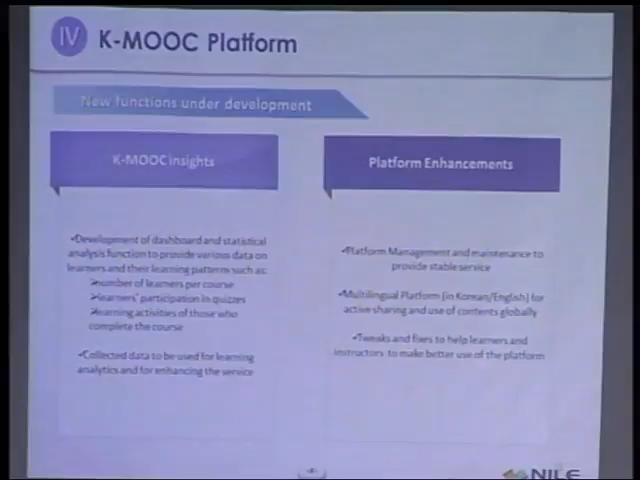 IV K-MOOC Platform
New functions under development
K-MOOC insights
•Development of dashboard and statistical
analysis function to provide various data on
learners and their learning patterns such as:
➢number of learners per course
➢learners' participation in quizzes
➢learning activities of those who
complete the course
•Collected data to be used for learning
analytics and for enhancing the service
Platform Enhancements
•Platform Management and maintenance to
provide stable service
•Multilingual Platform (in Korean/English) for
active sharing and use of contents globally
•Tweaks and fixes to help learners and
instructors to make better use of the platform
NILE